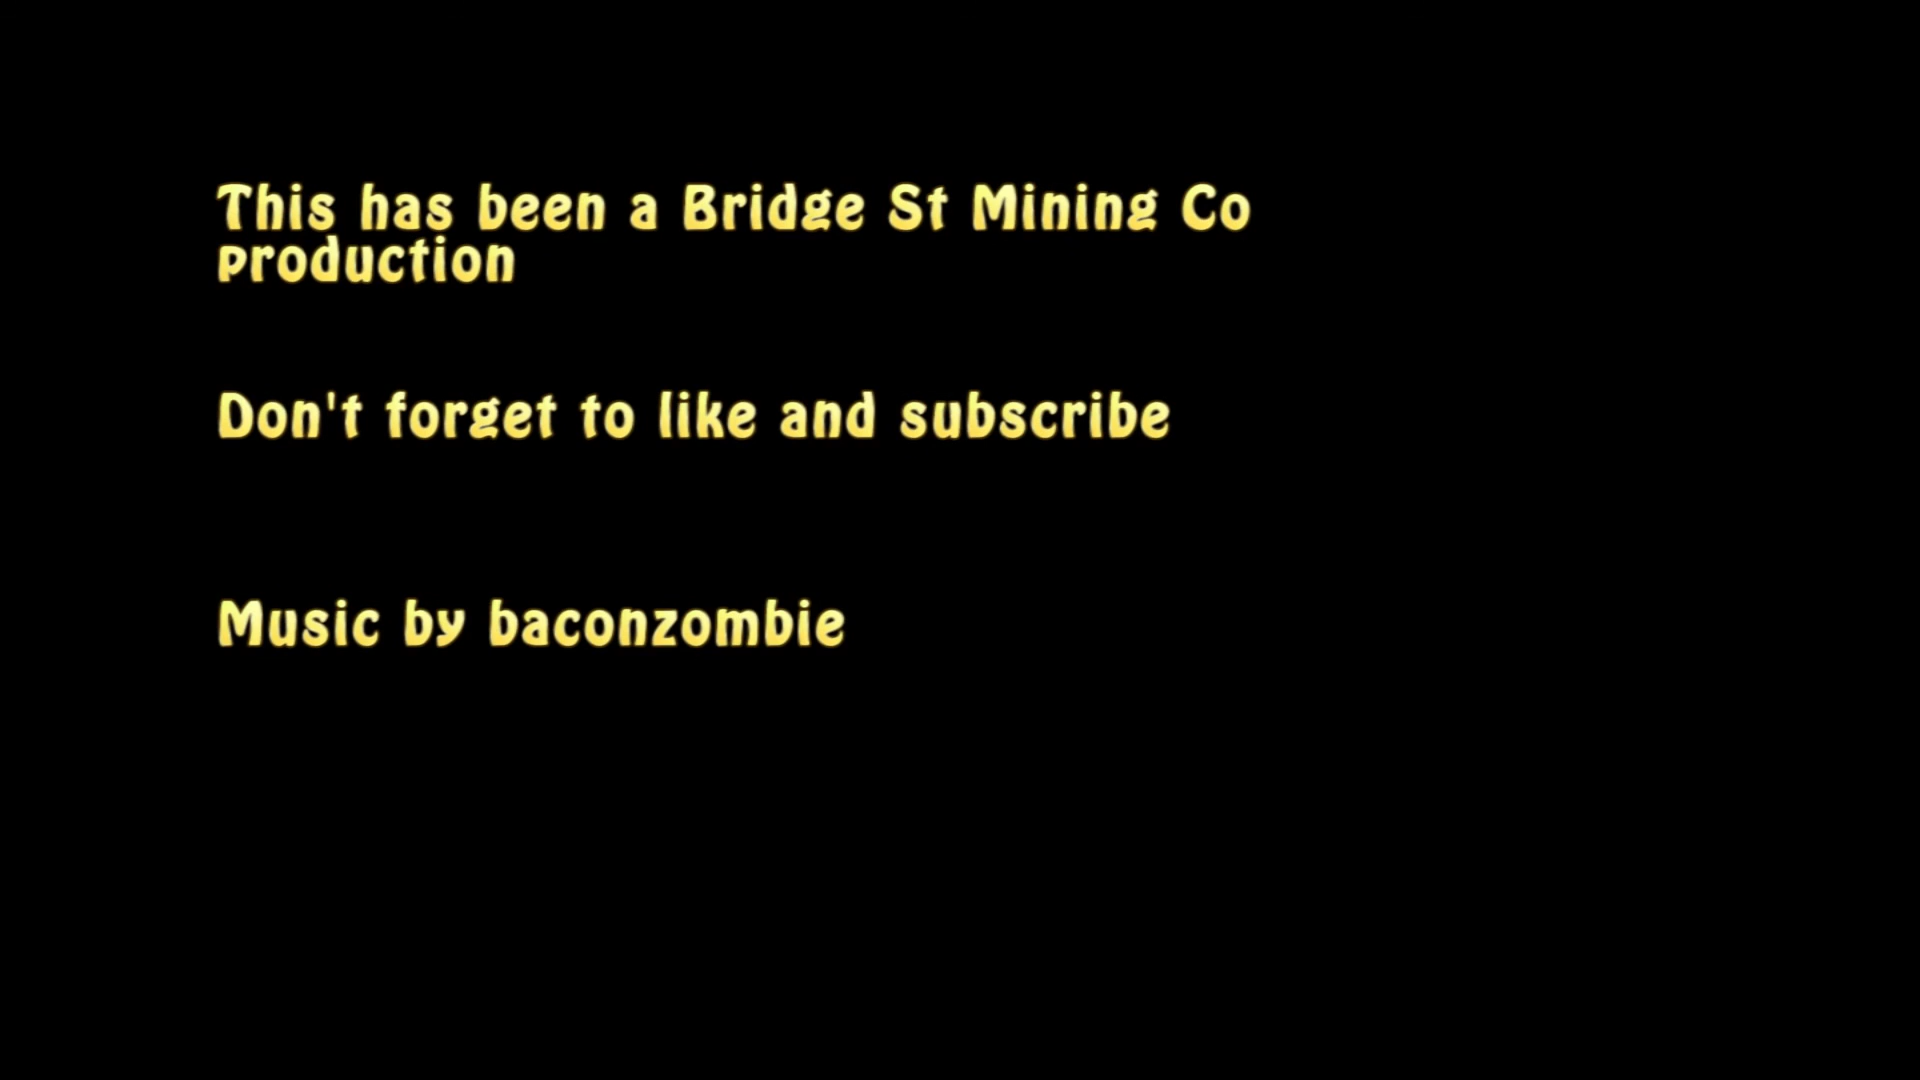 This has been a Bridge St Mining Co
production
Don't forget to like and subscribe
Music by baconzombie